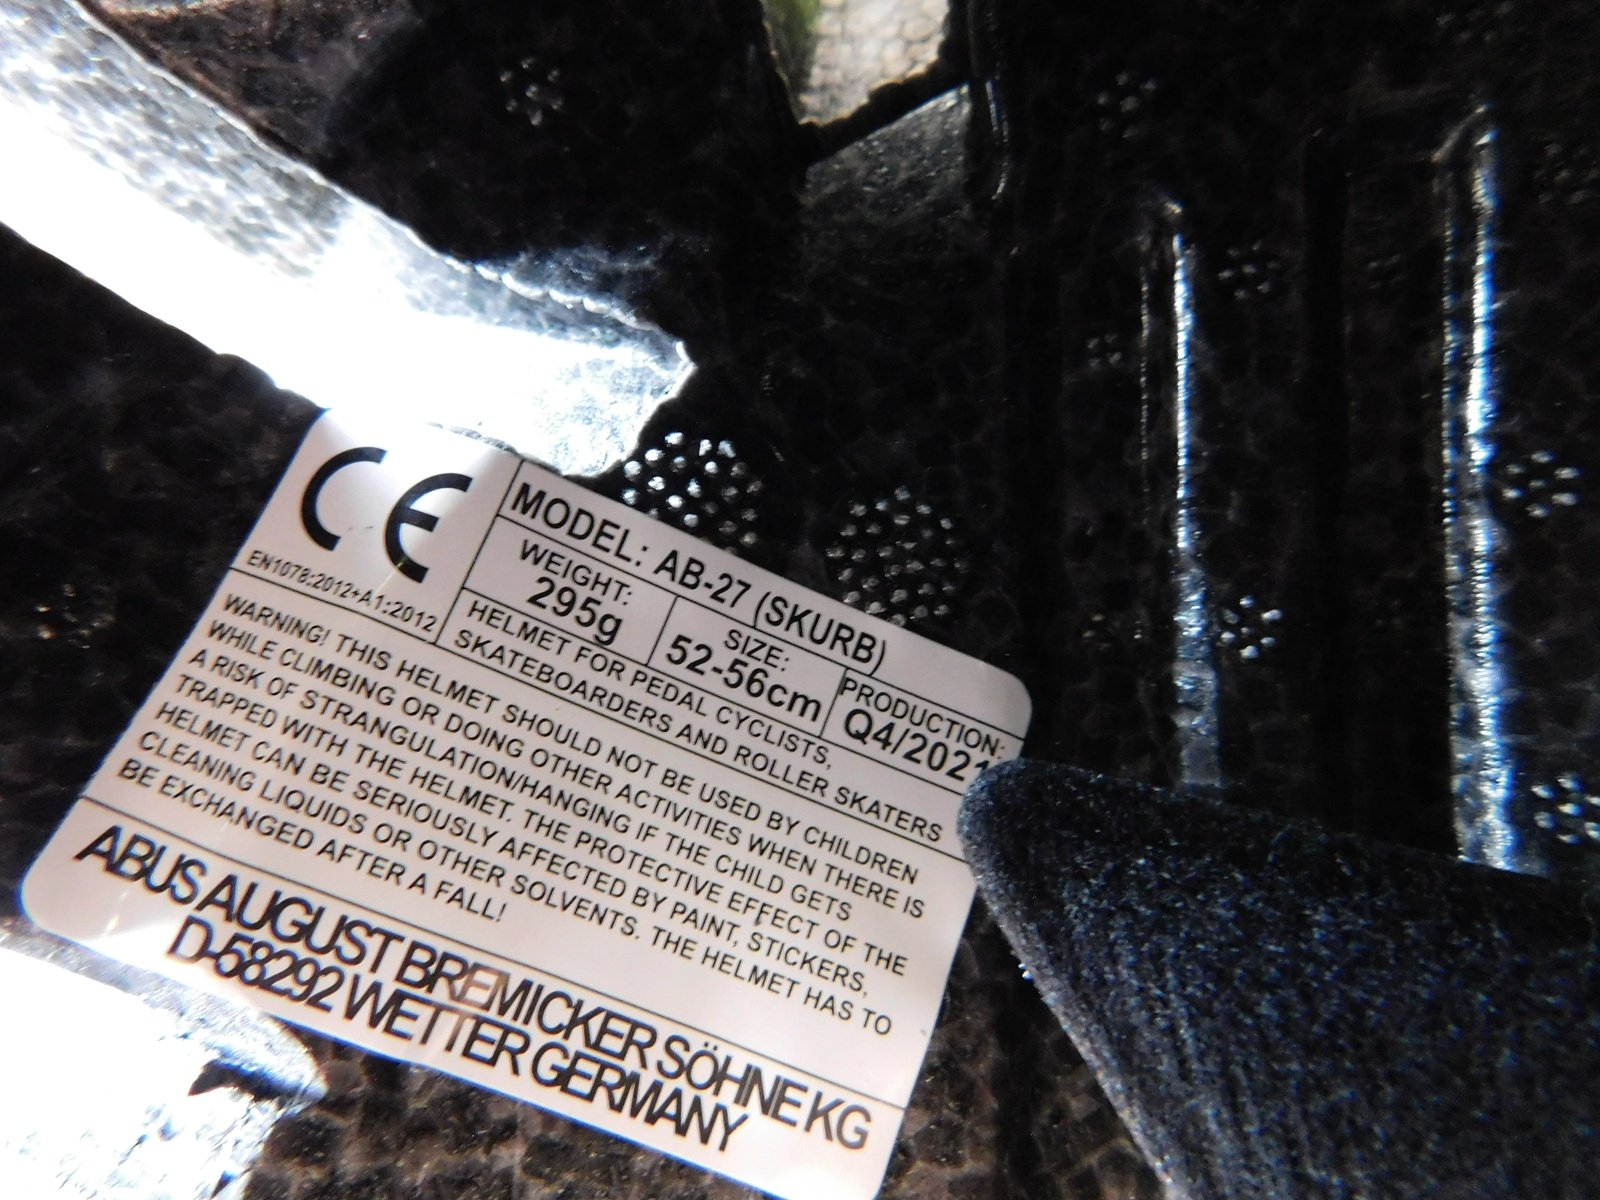 CE
EN1078:2012+A1:2012
MODEL: AB-27 (SKURB)
WEIGHT:
295g
SIZE:
52-56cm
PRODUCTION:
Q4/2021
HELMET FOR PEDAL CYCLISTS,
SKATEBOARDERS AND ROLLER SKATERS
WARNING! THIS HELMET SHOULD NOT BE USED BY CHILDREN
WHILE CLIMBING OR DOING OTHER ACTIVITIES WHEN THERE IS
A RISK OF STRANGULATION/HANGING IF THE CHILD GETS
TRAPPED WITH THE HELMET. THE PROTECTIVE EFFECT OF THE
HELMET CAN BE SERIOUSLY AFFECTED BY PAINT, STICKERS,
CLEANING LIQUIDS OR OTHER SOLVENTS. THE HELMET HAS TO
BE EXCHANGED AFTER A FALL!
ABUS AUGUST BREMICKER SÖHNE KG
D-58292 WETTER GERMANY